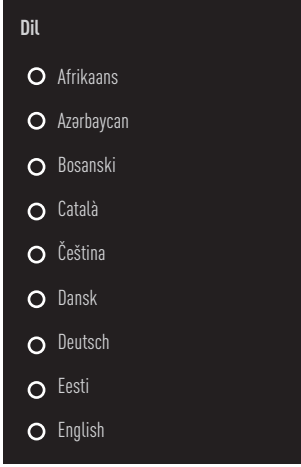 Dil
Afrikaans
Azərbaycan
Bosanski
Català
Čeština
Dansk
Deutsch
Eesti
English